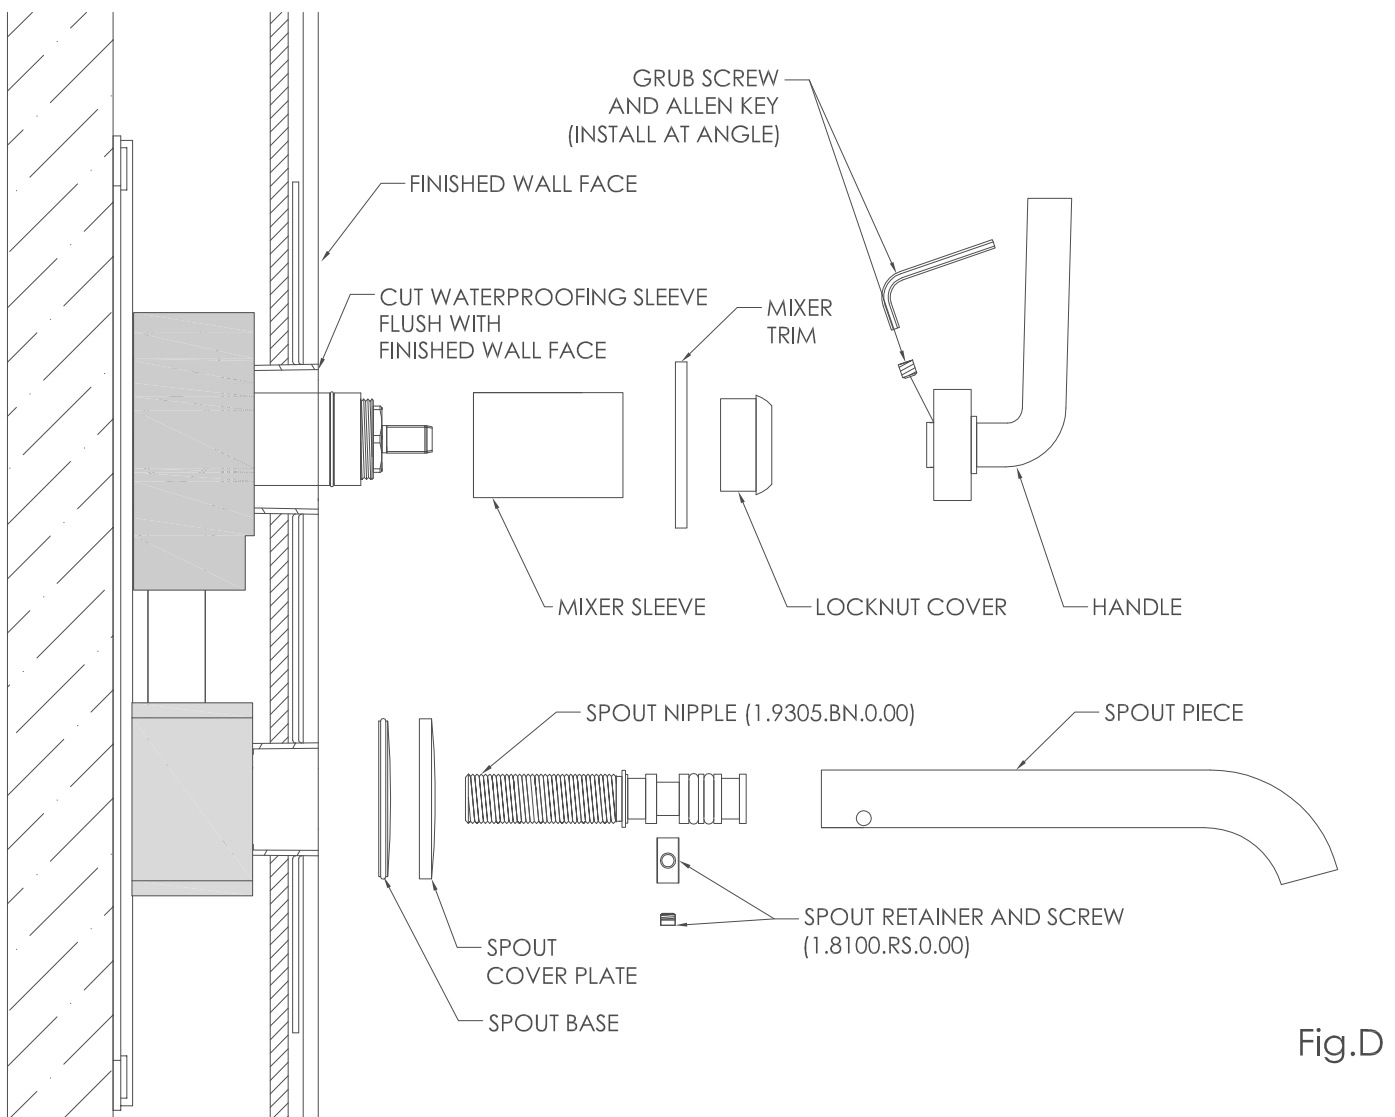 GRUB SCREW
AND ALLEN KEY
(INSTALL AT ANGLE)
FINISHED WALL FACE
CUT WATERPROOFING SLEEVE
FLUSH WITH
FINISHED WALL FACE
MIXER
TRIM
MIXER SLEEVE
LOCKNUT COVER
HANDLE
SPOUT NIPPLE (1.9305.BN.0.00)
SPOUT PIECE
SPOUT RETAINER AND SCREW
(1.8100.RS.0.00)
SPOUT
COVER PLATE
SPOUT BASE
Fig.D